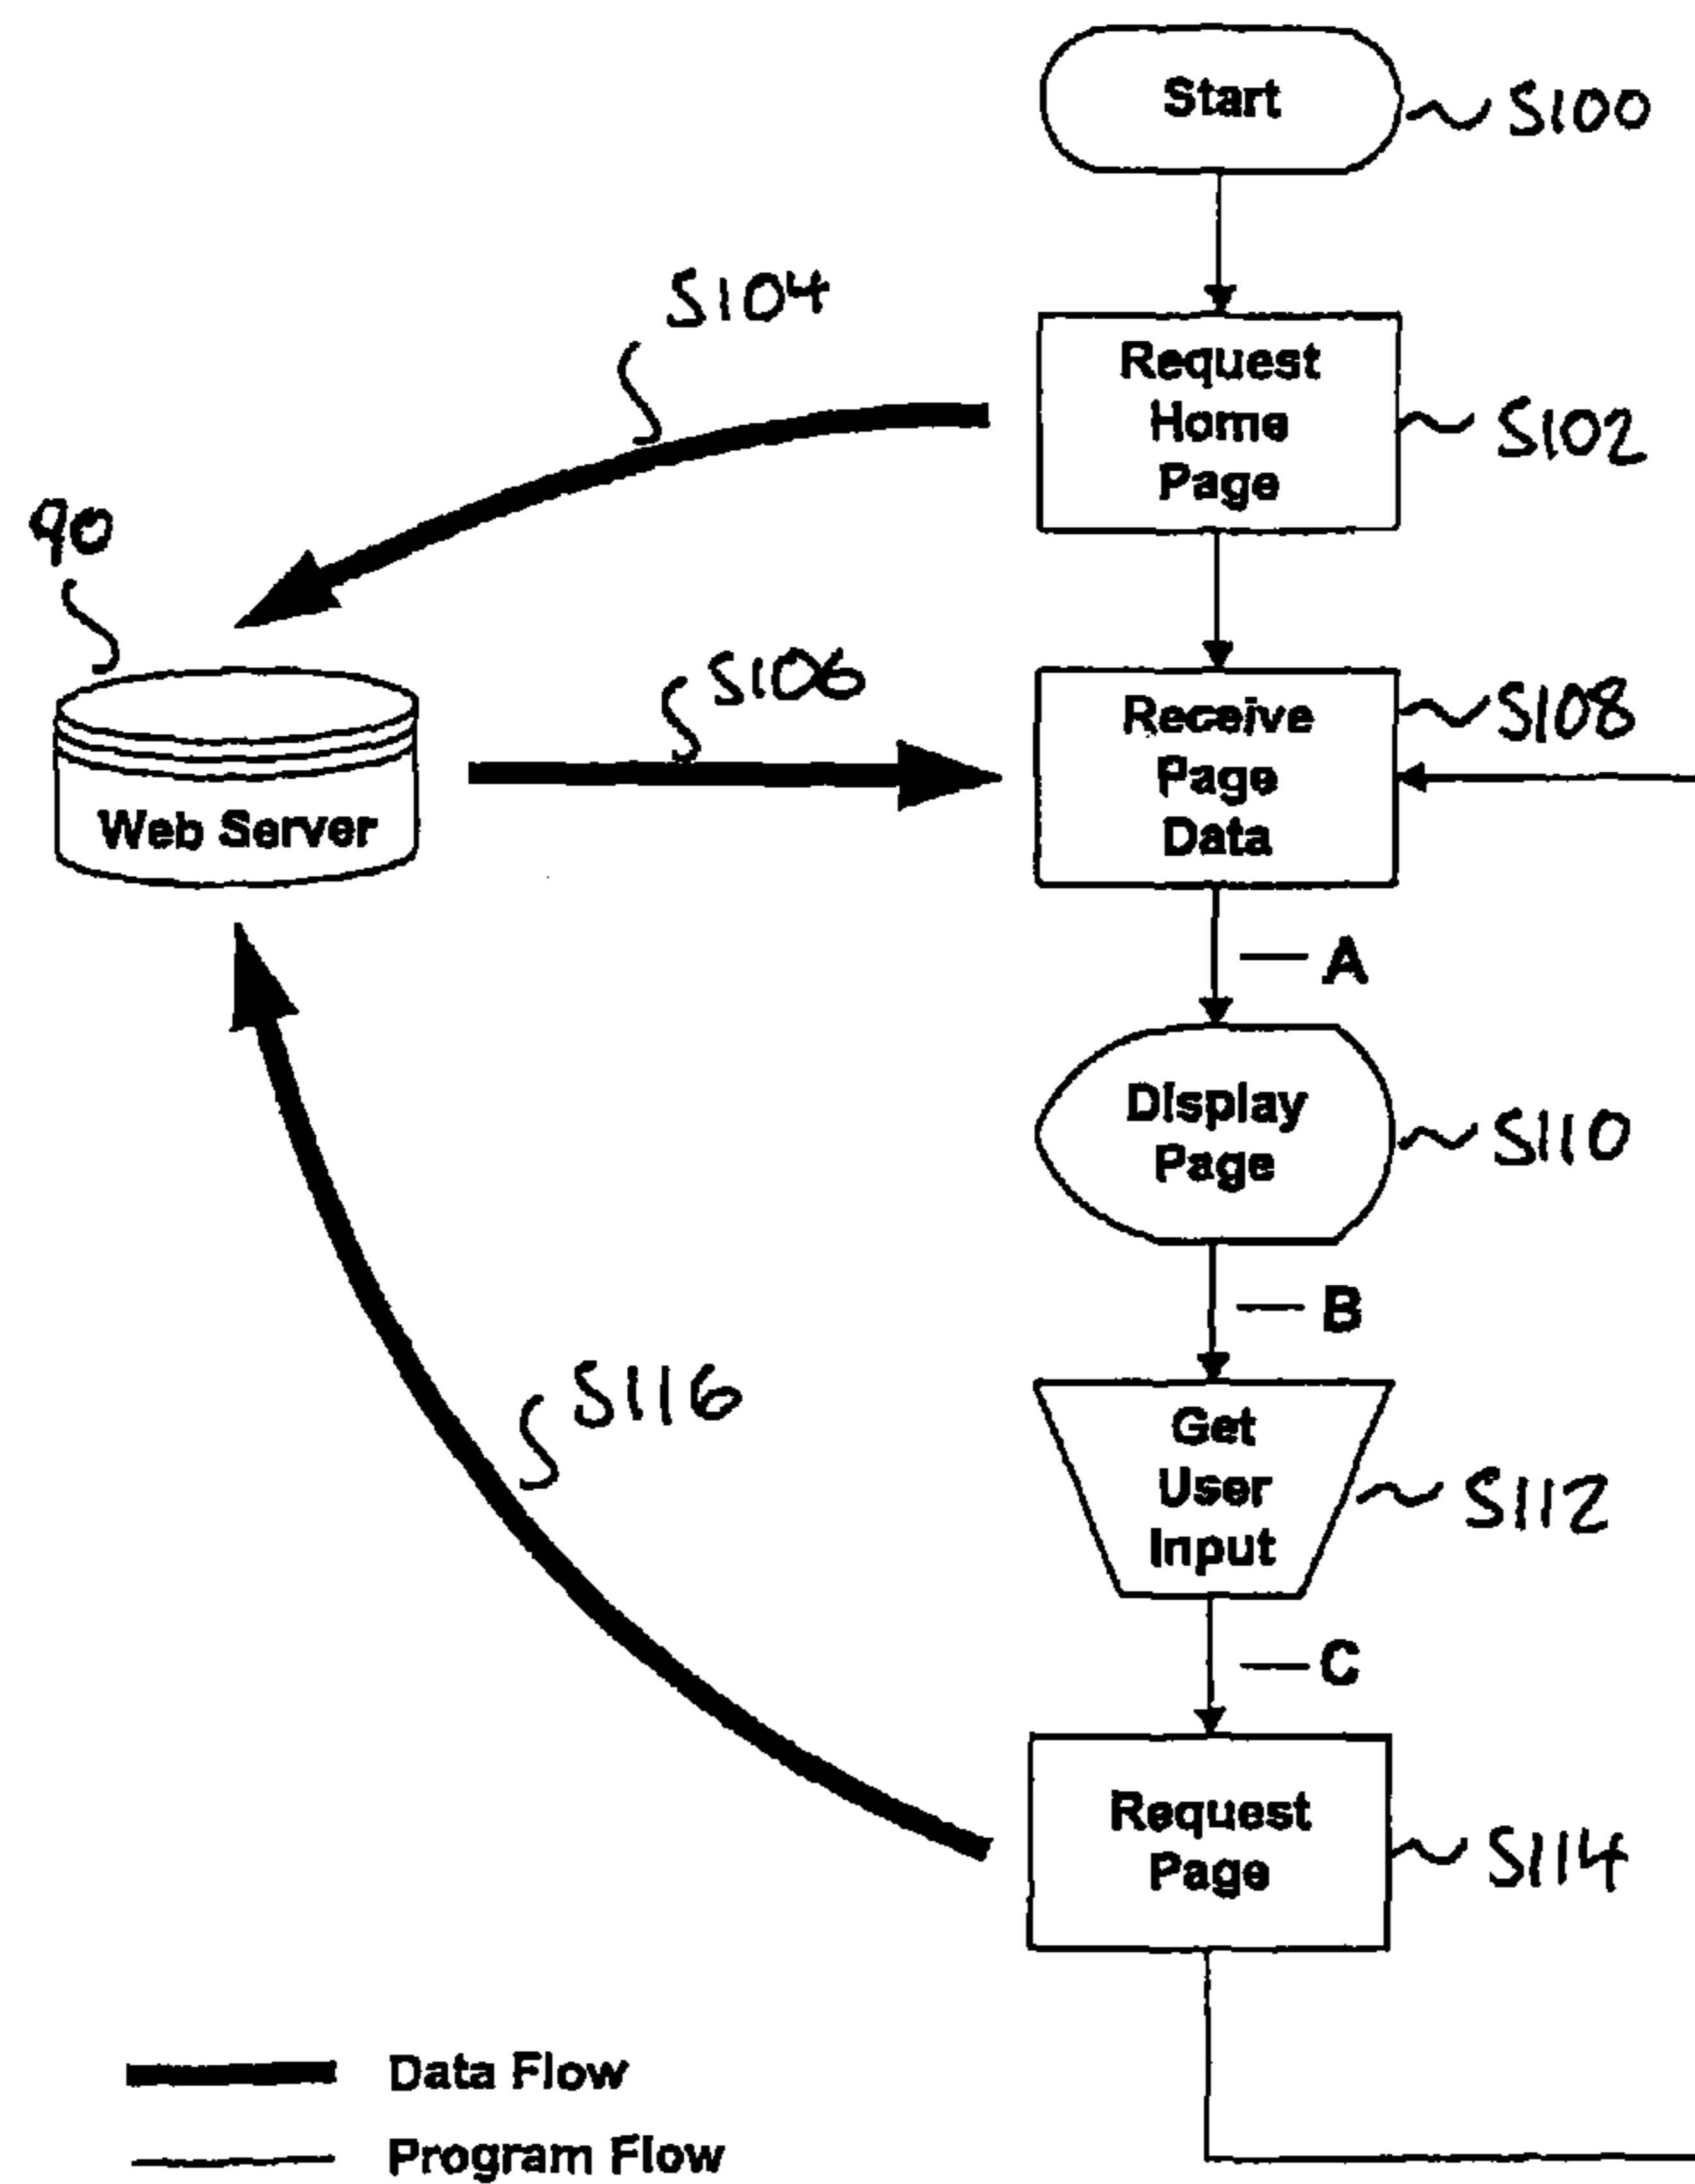 Start
S100
S104
Request
Home
Page
S102
90
S106
Web Server
Receive
Page
Data
S108
A
Display
Page
S110
B
Get
User
Input
S112
S116
C
Request
Page
S114
Data Flow
Program Flow